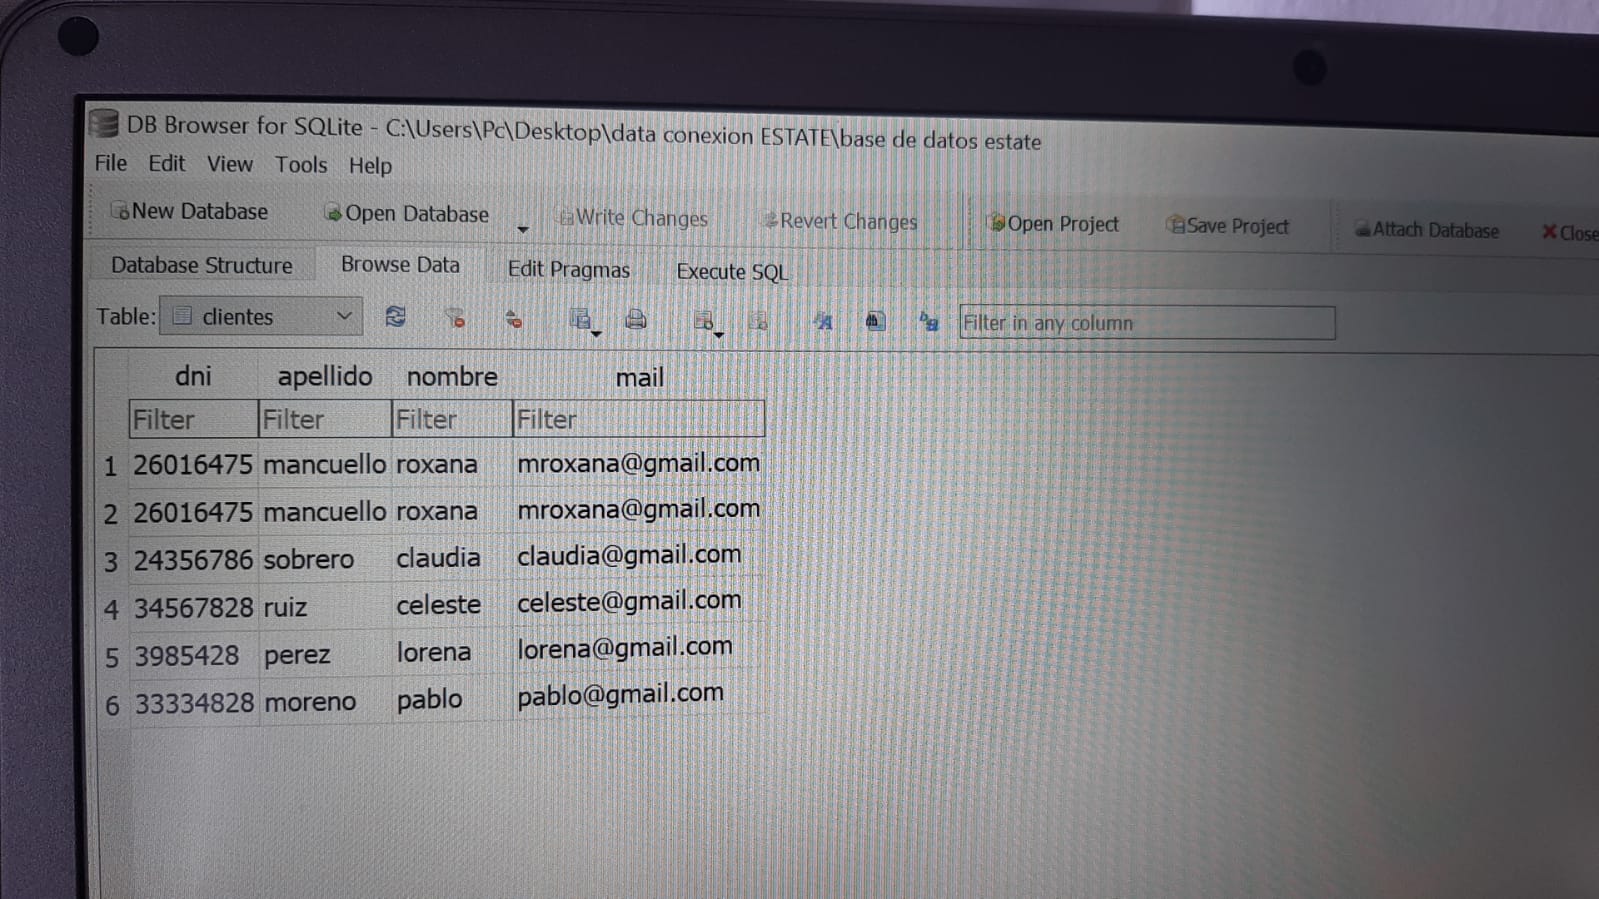 DB Browser for SQLite - C:\Users\Pc\Desktop\data conexion ESTATE\base de datos estate
File Edit View Tools Help
New Database Open Database Write Changes Revert Changes Open Project Save Project Attach Database Close
Database Structure Browse Data Edit Pragmas Execute SQL
Table: clientes Filter in any column
dni apellido nombre mail
Filter Filter Filter Filter
1 26016475 mancuello roxana mroxana@gmail.com
2 26016475 mancuello roxana mroxana@gmail.com
3 24356786 sobrero claudia claudia@gmail.com
4 34567828 ruiz celeste celeste@gmail.com
5 3985428 perez lorena lorena@gmail.com
6 33334828 moreno pablo pablo@gmail.com